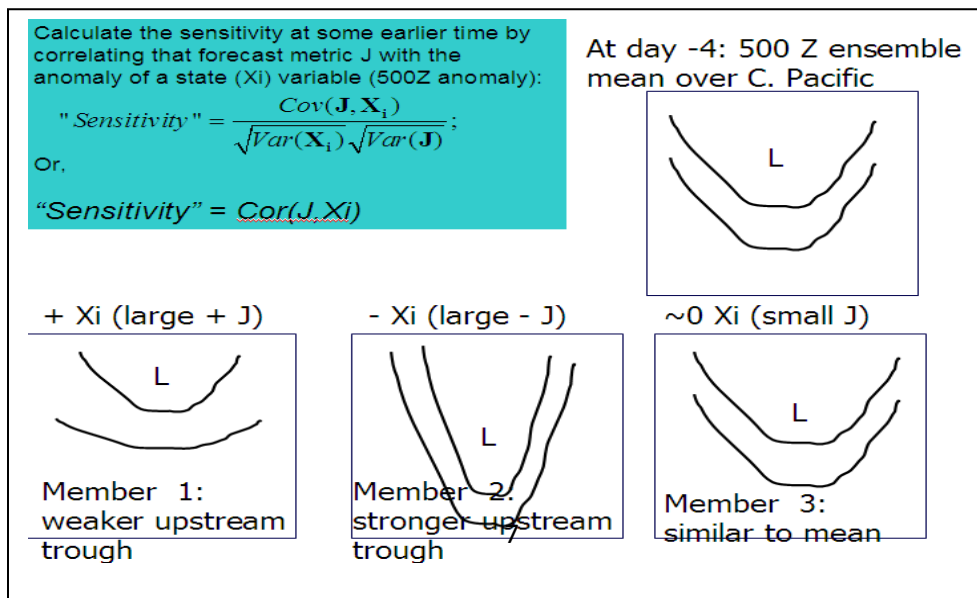 Calculate the sensitivity at some earlier time by
correlating that forecast metric J with the
anomaly of a state (Xi) variable (500Z anomaly):
"Sensitivity" = Cov(J, Xi) / √Var(Xi) √Var(J) ;
Or,
“Sensitivity” = Cor(J,Xi)
At day -4: 500 Z ensemble
mean over C. Pacific
L
+ Xi (large + J)
L
Member 1:
weaker upstream
trough
- Xi (large - J)
L
Member 2:
stronger upstream
trough
7
~0 Xi (small J)
L
Member 3:
similar to mean